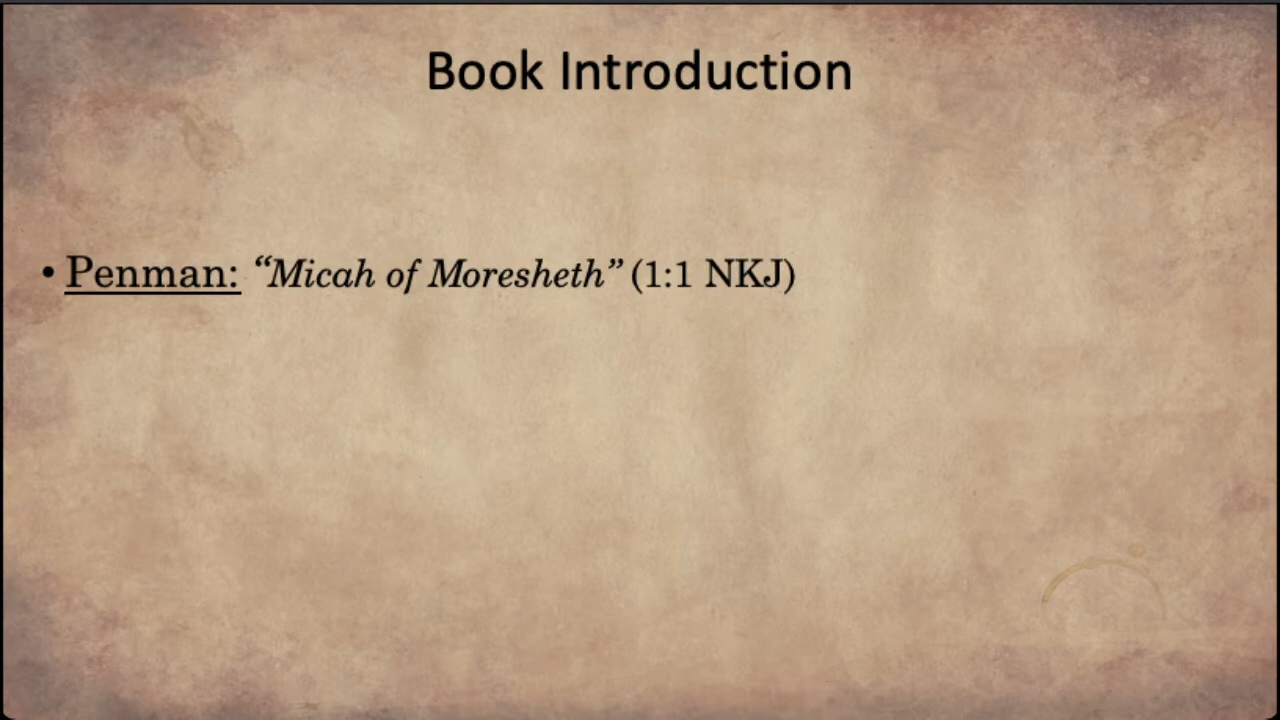 Book Introduction
• Penman: “Micah of Moresheth” (1:1 NKJ)